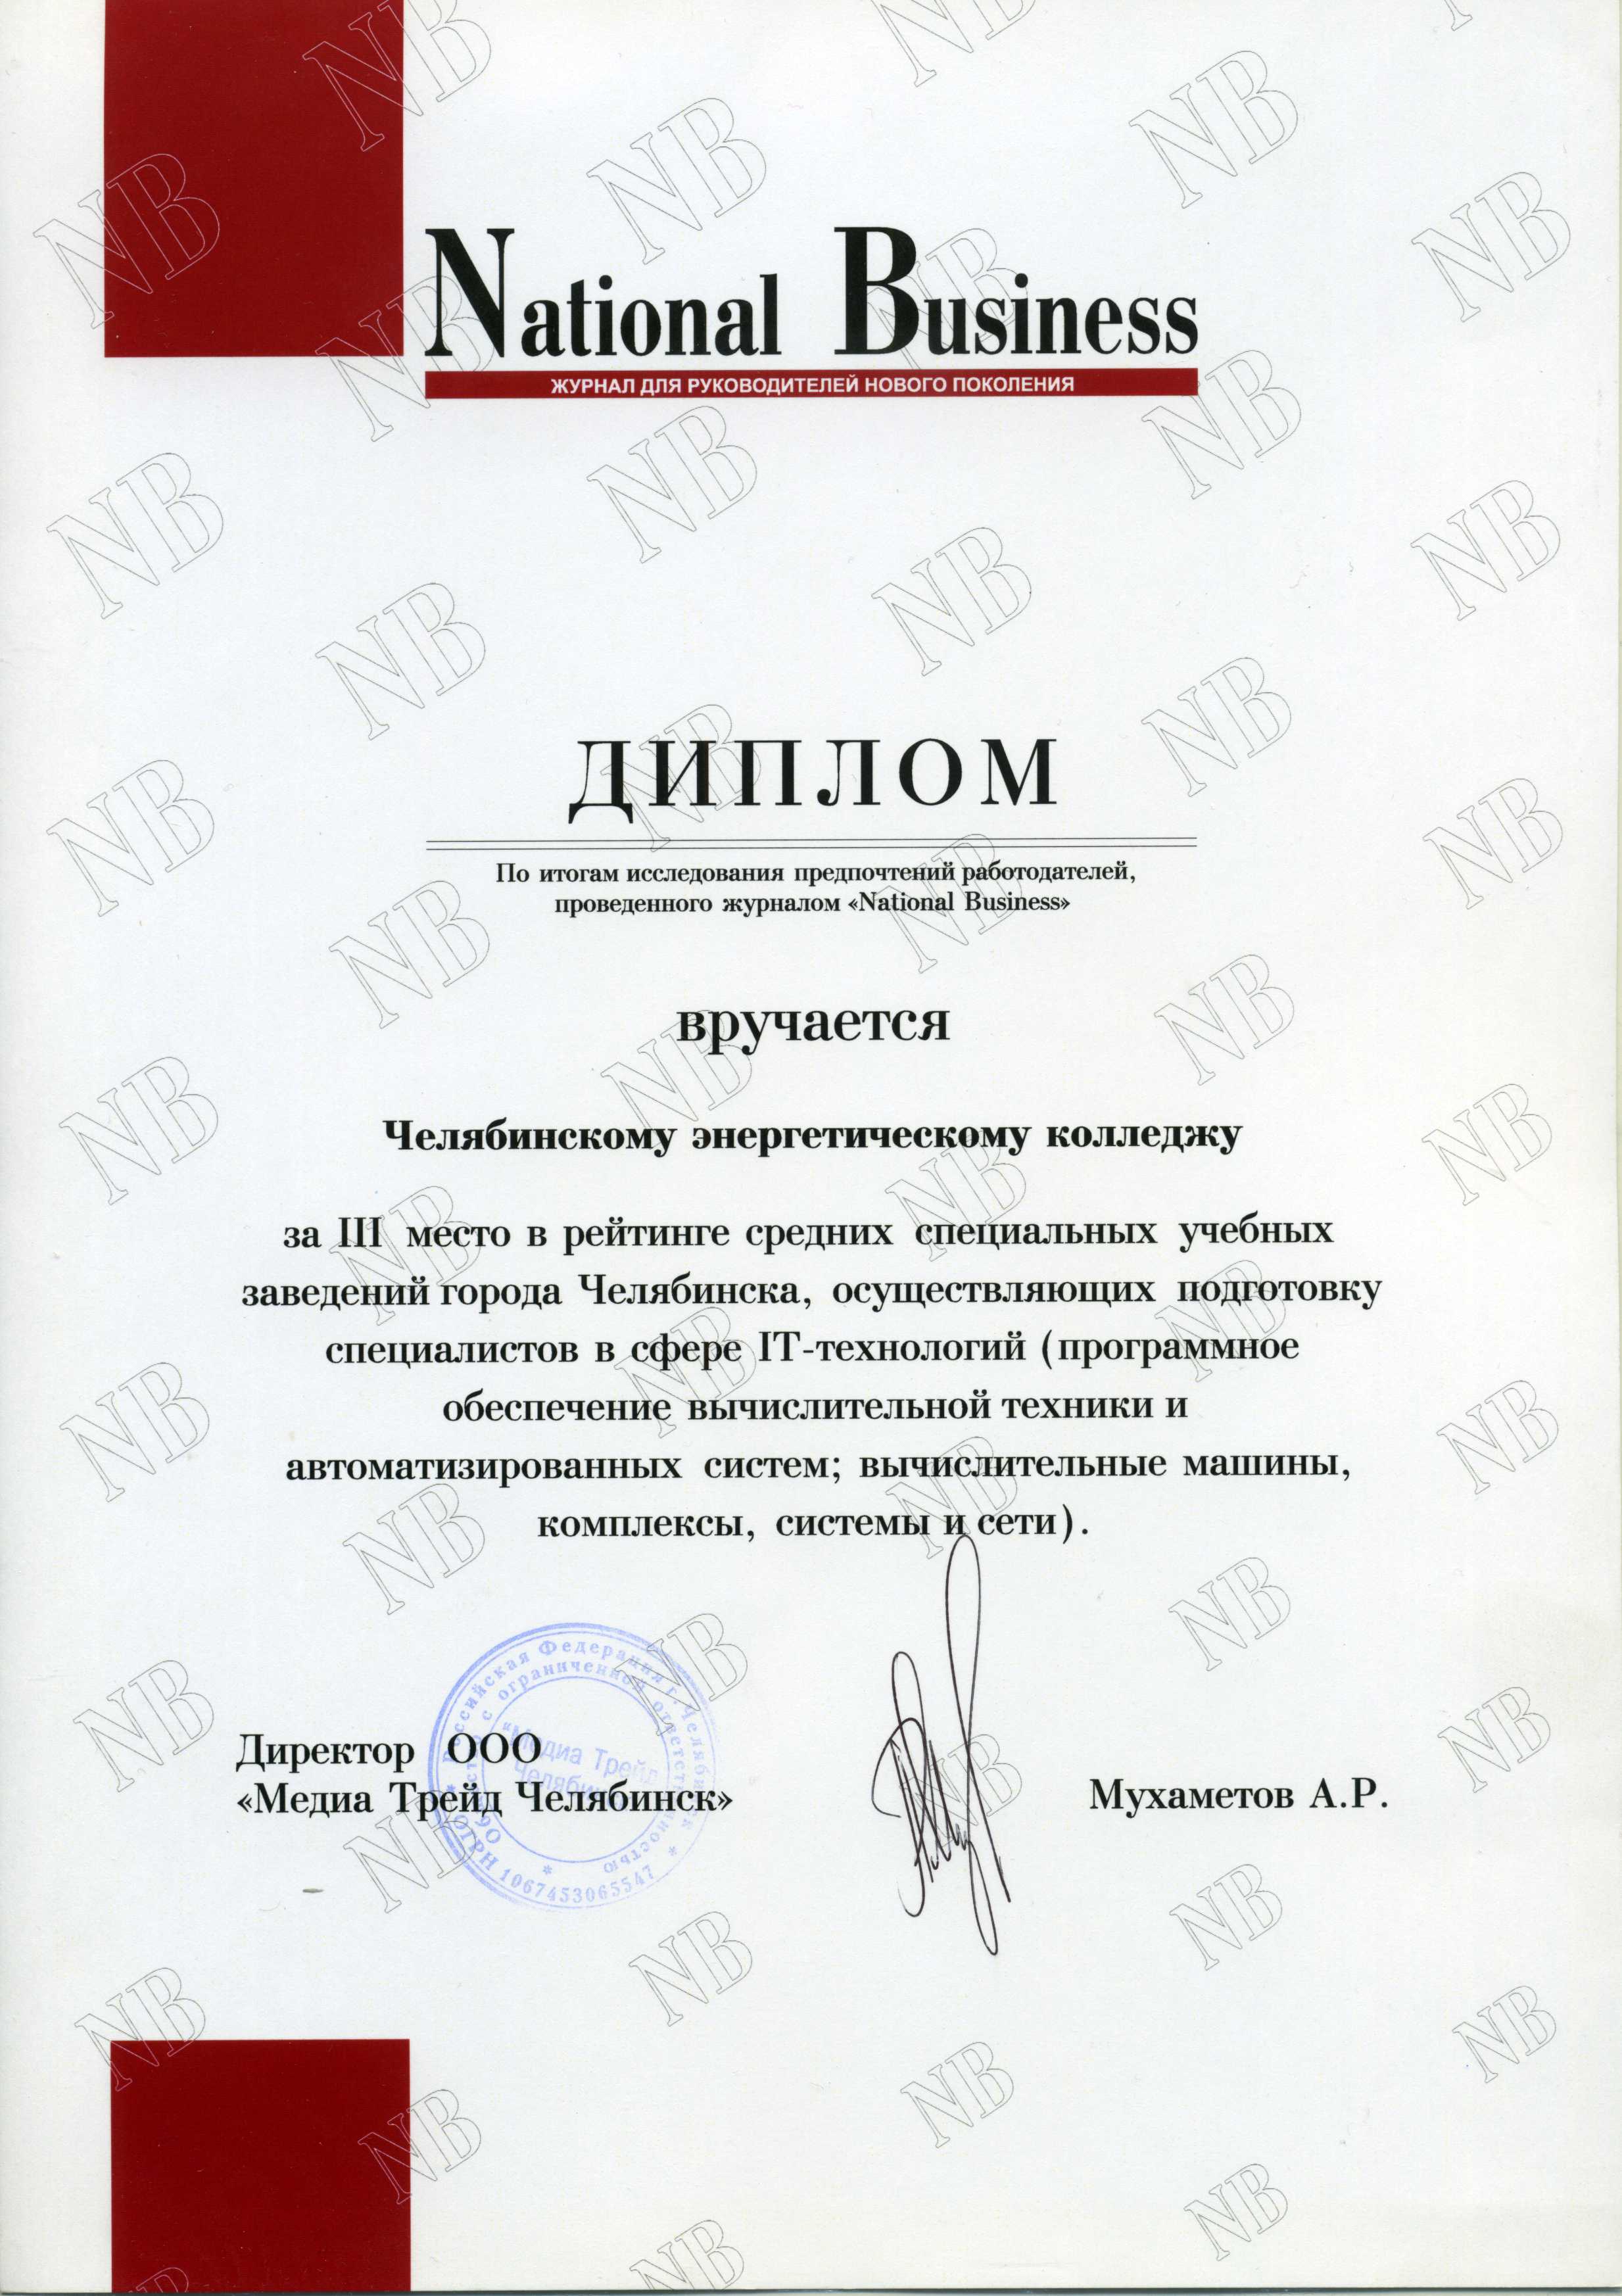 National Business
ЖУРНАЛ ДЛЯ РУКОВОДИТЕЛЕЙ НОВОГО ПОКОЛЕНИЯ
ДИПЛОМ
По итогам исследования предпочтений работодателей,
проведенного журналом «National Business»
вручается
Челябинскому энергетическому колледжу
за III место в рейтинге средних специальных учебных
заведений города Челябинска, осуществляющих подготовку
специалистов в сфере IT-технологий (программное
обеспечение вычислительной техники и
автоматизированных систем; вычислительные машины,
комплексы, системы и сети).
Директор ООО
«Медиа Трейд Челябинск»
Мухаметов А.Р.
Российская Федерация г. Челябинск
с ограниченной ответственностью
"Медиа Трейд
ОГРН 1067453065547
NB